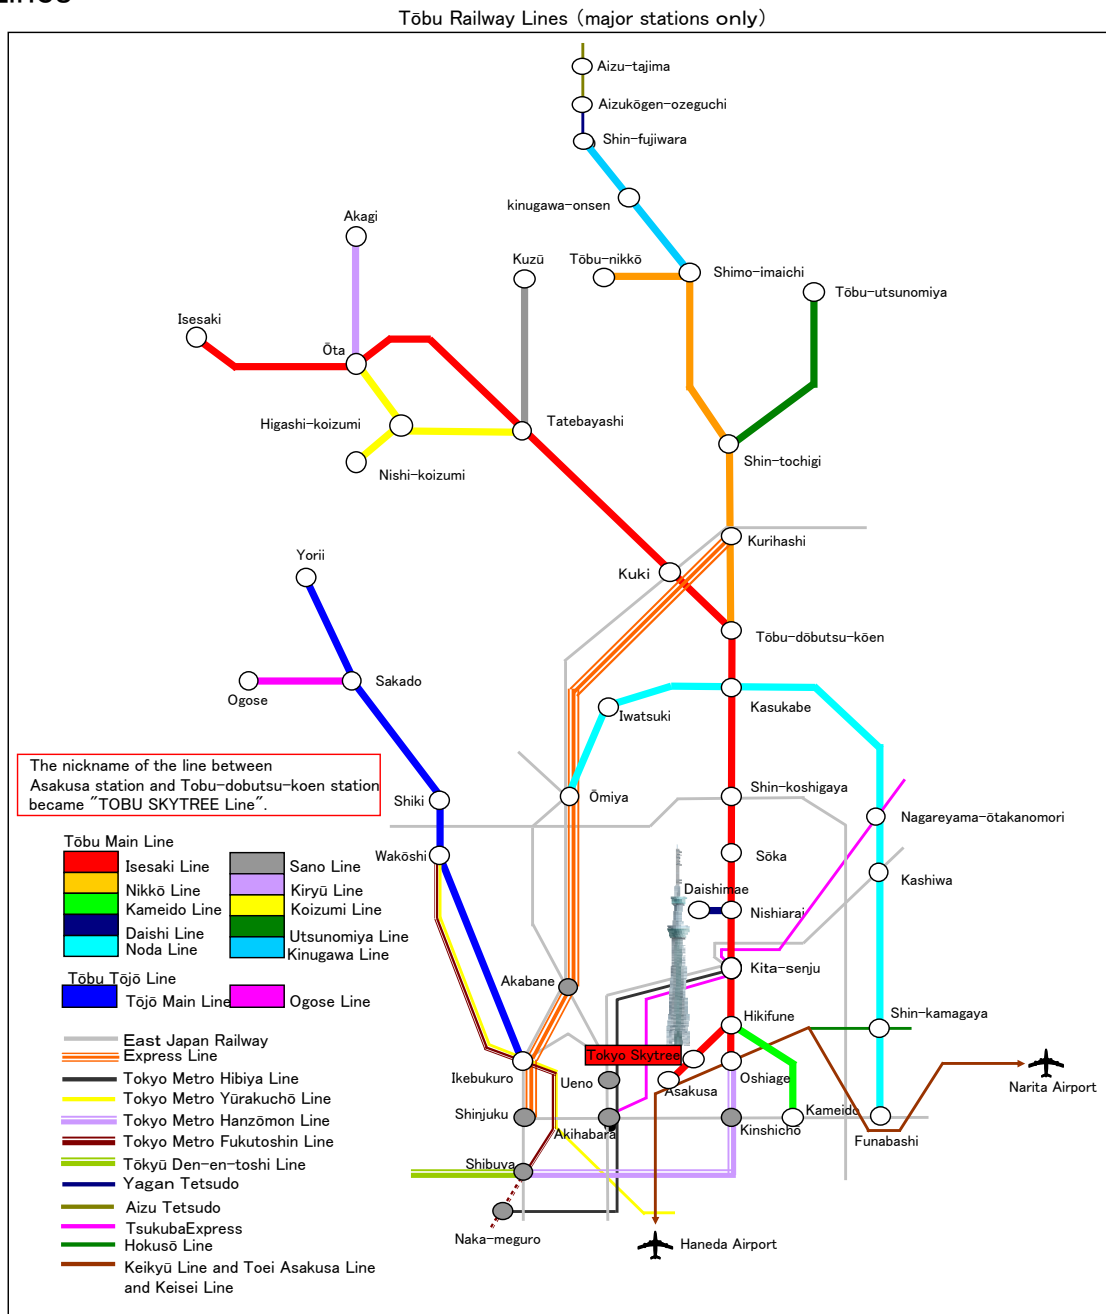 Tōbu Railway Lines (major stations only)
Aizu-tajima
Aizukōgen-ozeguchi
Shin-fujiwara
kinugawa-onsen
Akagi
Kuzū
Tōbu-nikkō
Shimo-imaichi
Tōbu-utsunomiya
Isesaki
Ōta
Higashi-koizumi
Tatebayashi
Nishi-koizumi
Shin-tochigi
Kurihashi
Yorii
Kuki
Tōbu-dōbutsu-kōen
Sakado
Ogose
Kasukabe
Iwatsuki
The nickname of the line between
Asakusa station and Tobu-dobutsu-koen station
became "TOBU SKYTREE Line".
Shiki
Ōmiya
Shin-koshigaya
Nagareyama-ōtakanomori
Wakōshi
Sōka
Kashiwa
Daishimae
Nishiarai
Tōbu Main Line
Isesaki Line
Sano Line
Nikkō Line
Kiryū Line
Kameido Line
Koizumi Line
Daishi Line
Utsunomiya Line
Noda Line
Kinugawa Line
Tōbu Tōjō Line
Tōjō Main Line
Ogose Line
Akabane
Kita-senju
Hikifune
Shin-kamagaya
Tokyo Skytree
Ikebukuro
Ueno
Asakusa
Oshiage
Narita Airport
Shinjuku
Akihabara
Kinshichō
Kameido
Funabashi
Shibuya
Naka-meguro
Haneda Airport
East Japan Railway
Express Line
Tokyo Metro Hibiya Line
Tokyo Metro Yūrakuchō Line
Tokyo Metro Hanzōmon Line
Tokyo Metro Fukutoshin Line
Tōkyū Den-en-toshi Line
Yagan Tetsudo
Aizu Tetsudo
TsukubaExpress
Hokusō Line
Keikyū Line and Toei Asakusa Line
and Keisei Line